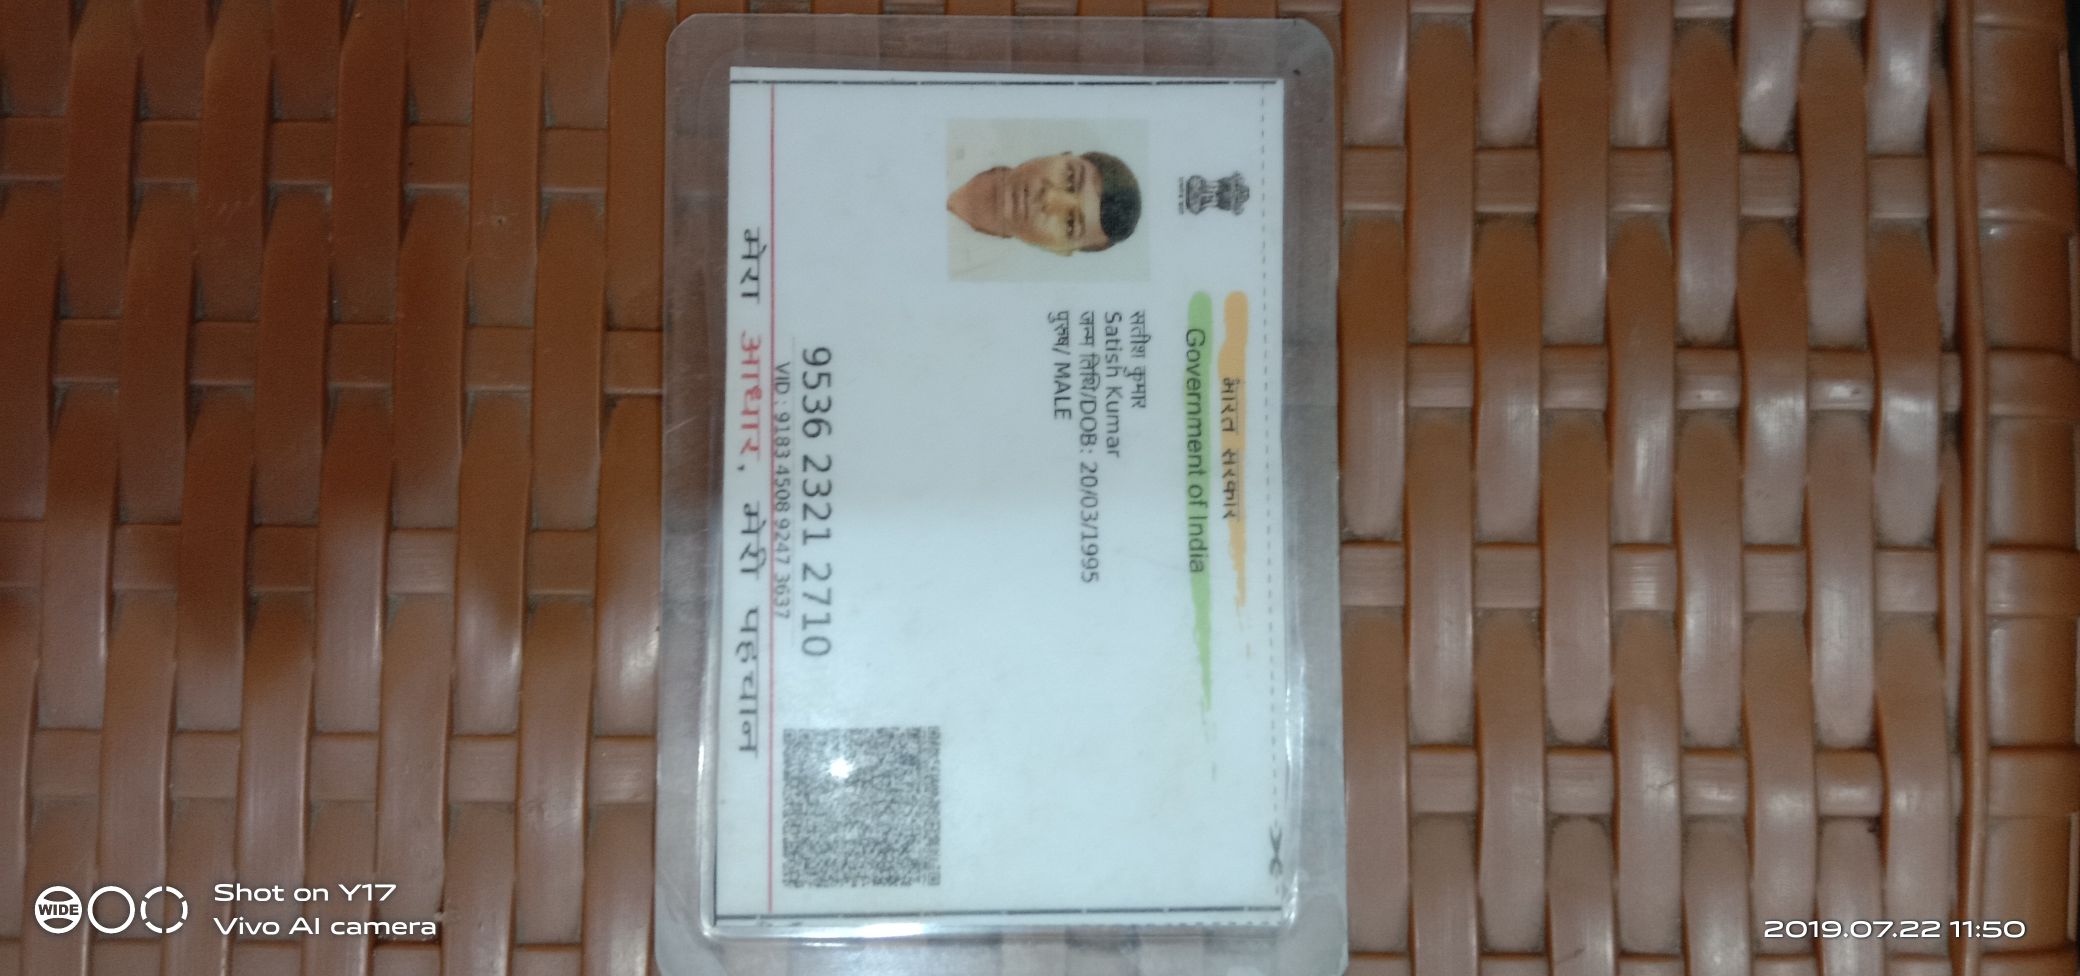 भारत सरकार
Government of India
सतीश कुमार
Satish Kumar
जन्म तिथि/DOB: 20/03/1995
पुरुष/ MALE
9536 2321 2710
VID : 9183 4508 9247 3637
मेरा आधार, मेरी पहचान
WIDE
Shot on Y17
Vivo AI camera
2019.07.22 11:50